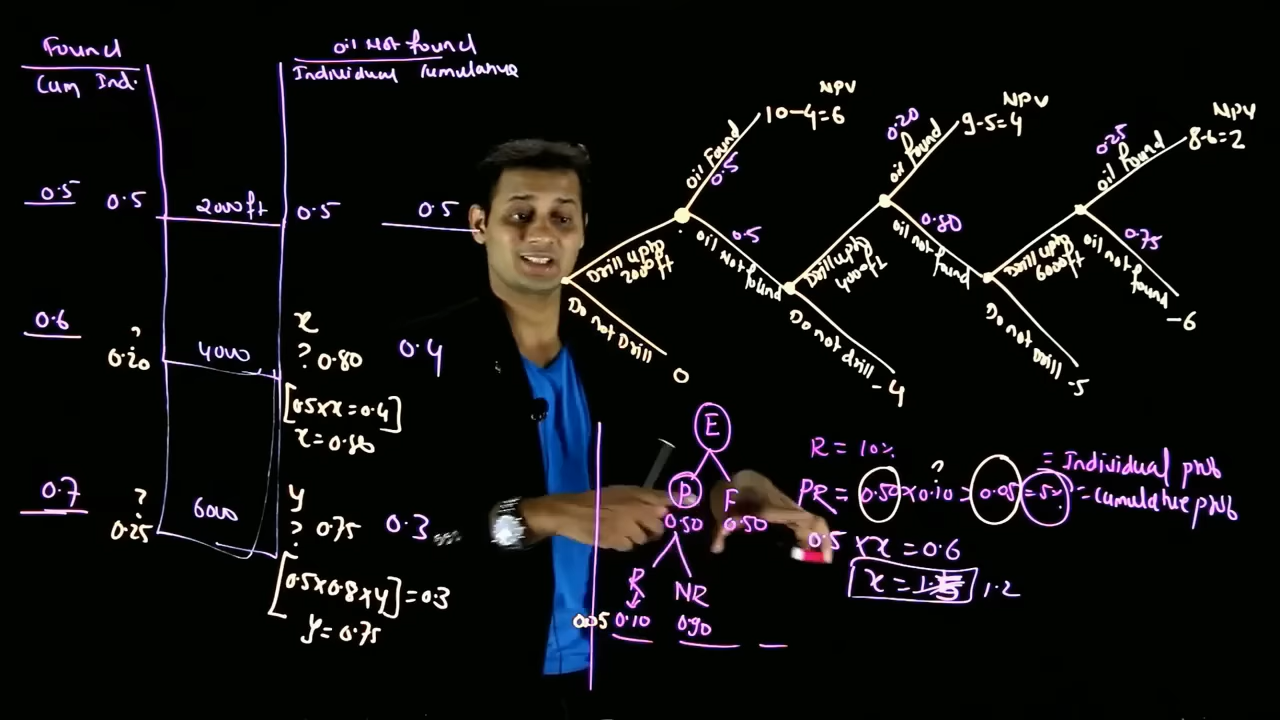 Found
Cum Ind.
oil Not found
Individual Cumulative
0.5 0.5 2000ft 0.5 0.5
0.6 ? 0.20 4000 x ? 0.80 0.4
[0.5×x=0.4]
x=0.80
0.7 ? 0.25 6000 y ? 0.75 0.3
[0.5×0.8×y]=0.3
y=0.75
Drill upto 2000ft
Do not Drill
0
oil Found
0.5
NPV
10-4=6
oil Not found
0.5
Drill upto 4000ft
Do not drill -4
0.20
oil found
NPV
9-5=4
0.80
oil not found
Drill upto 6000ft
Do not Drill -5
0.25
oil found
NPV
8-6=2
0.75
oil not found
-6
E
P F
0.50 0.50
R NR
0.05 0.10 0.90
R = 10%
PR = 0.50×0.10 = 0.05 = 5%
?
= Individual prob
= cumulative prob
0.5 × x = 0.6
x = 1.2